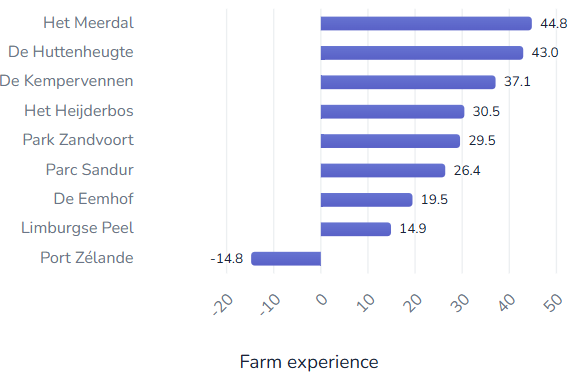 Het Meerdal 44.8
De Huttenheugte 43.0
De Kempervennen 37.1
Het Heijderbos 30.5
Park Zandvoort 29.5
Parc Sandur 26.4
De Eemhof 19.5
Limburgse Peel 14.9
Port Zélande -14.8
-20 -10 0 10 20 30 40 50
Farm experience